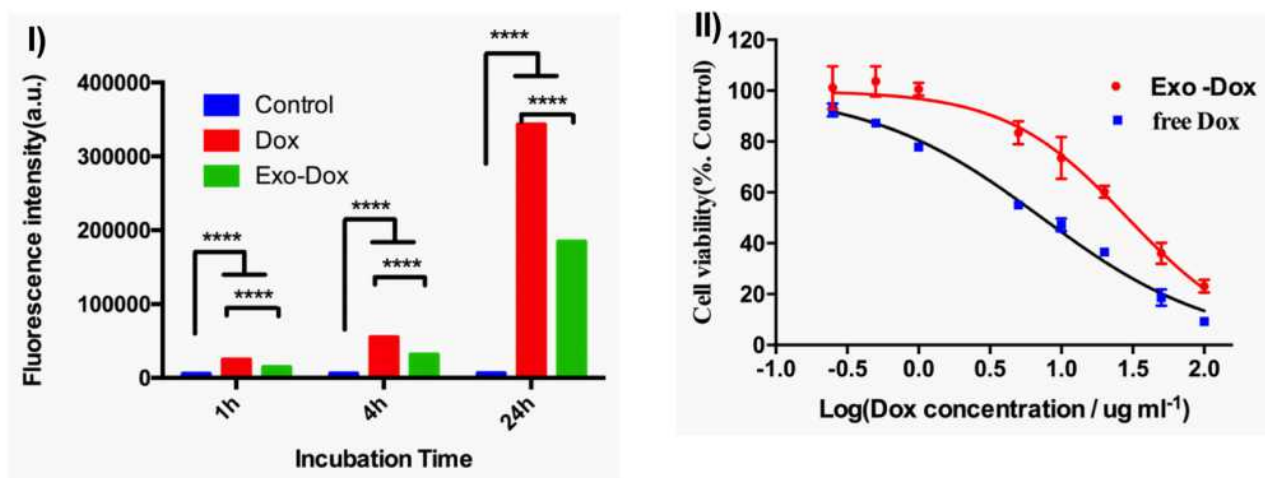 I)
****
****
****
****
****
****
400000
300000
200000
100000
0
Control
Dox
Exo-Dox
Fluorescence intensity(a.u.)
1h
4h
24h
Incubation Time
II)
120
100
80
60
40
20
0
Exo -Dox
free Dox
Cell viability(%. Control)
-1.0 -0.5 0.0 0.5 1.0 1.5 2.0
Log(Dox concentration / ug ml-1)